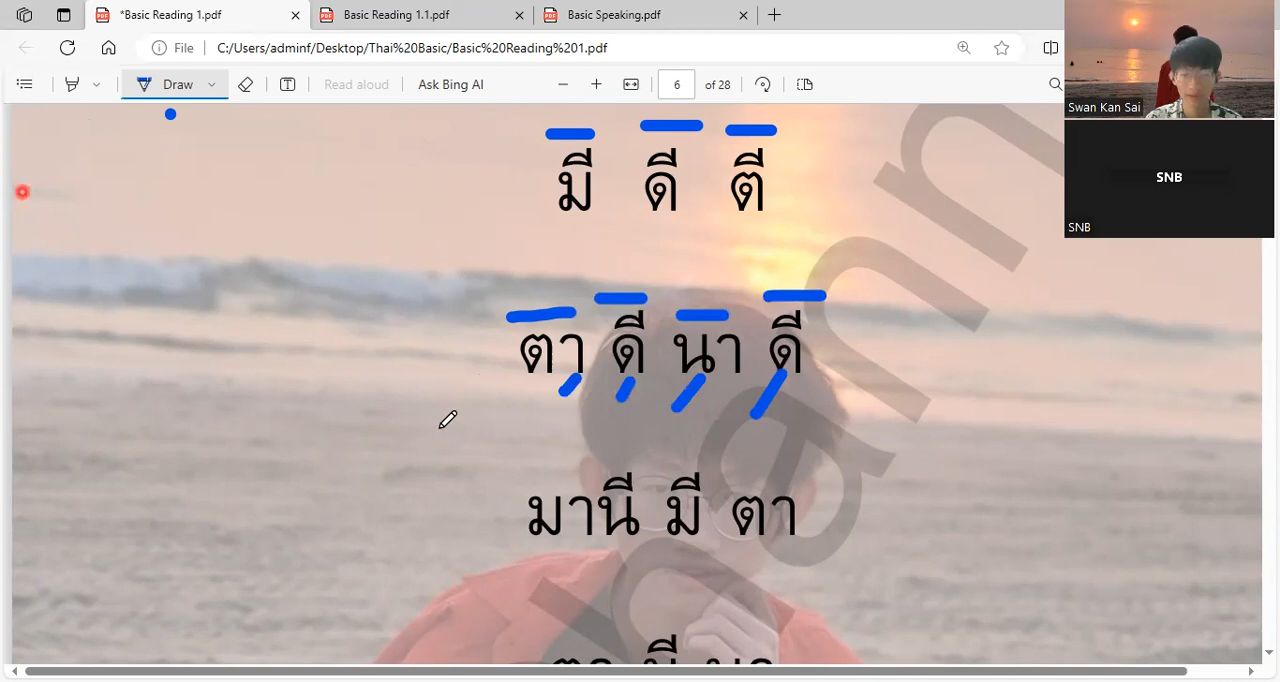 *Basic Reading 1.pdf
Basic Reading 1.1.pdf
Basic Speaking.pdf
File
C:/Users/adminf/Desktop/Thai%20Basic/Basic%20Reading%201.pdf
Draw
Read aloud
Ask Bing AI
6
of 28
Swan Kan Sai
SNB
SNB
มี ดี ตี
ตา ดี นา ดี
มานี มี ตา